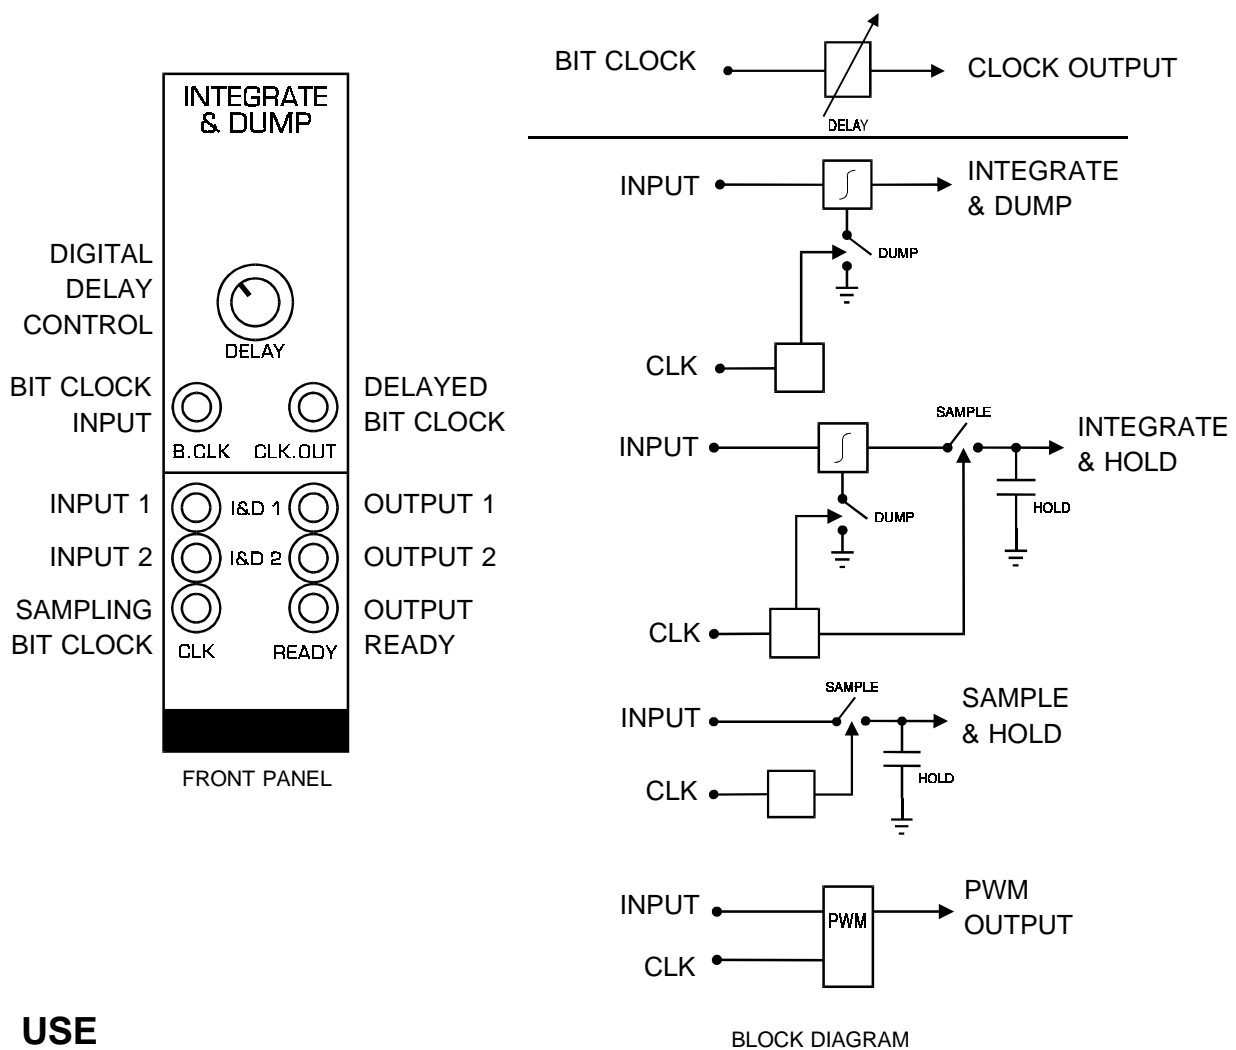 INTEGRATE
& DUMP
DIGITAL
DELAY
CONTROL
DELAY
BIT CLOCK
INPUT
DELAYED
BIT CLOCK
B.CLK
CLK.OUT
INPUT 1
I&D 1
OUTPUT 1
INPUT 2
I&D 2
OUTPUT 2
SAMPLING
BIT CLOCK
OUTPUT
READY
CLK
READY
FRONT PANEL
BIT CLOCK
CLOCK OUTPUT
DELAY
INPUT
∫
INTEGRATE
& DUMP
DUMP
CLK
INPUT
∫
SAMPLE
INTEGRATE
& HOLD
HOLD
DUMP
CLK
SAMPLE
INPUT
SAMPLE
& HOLD
HOLD
CLK
INPUT
PWM
PWM
OUTPUT
CLK
BLOCK DIAGRAM
USE